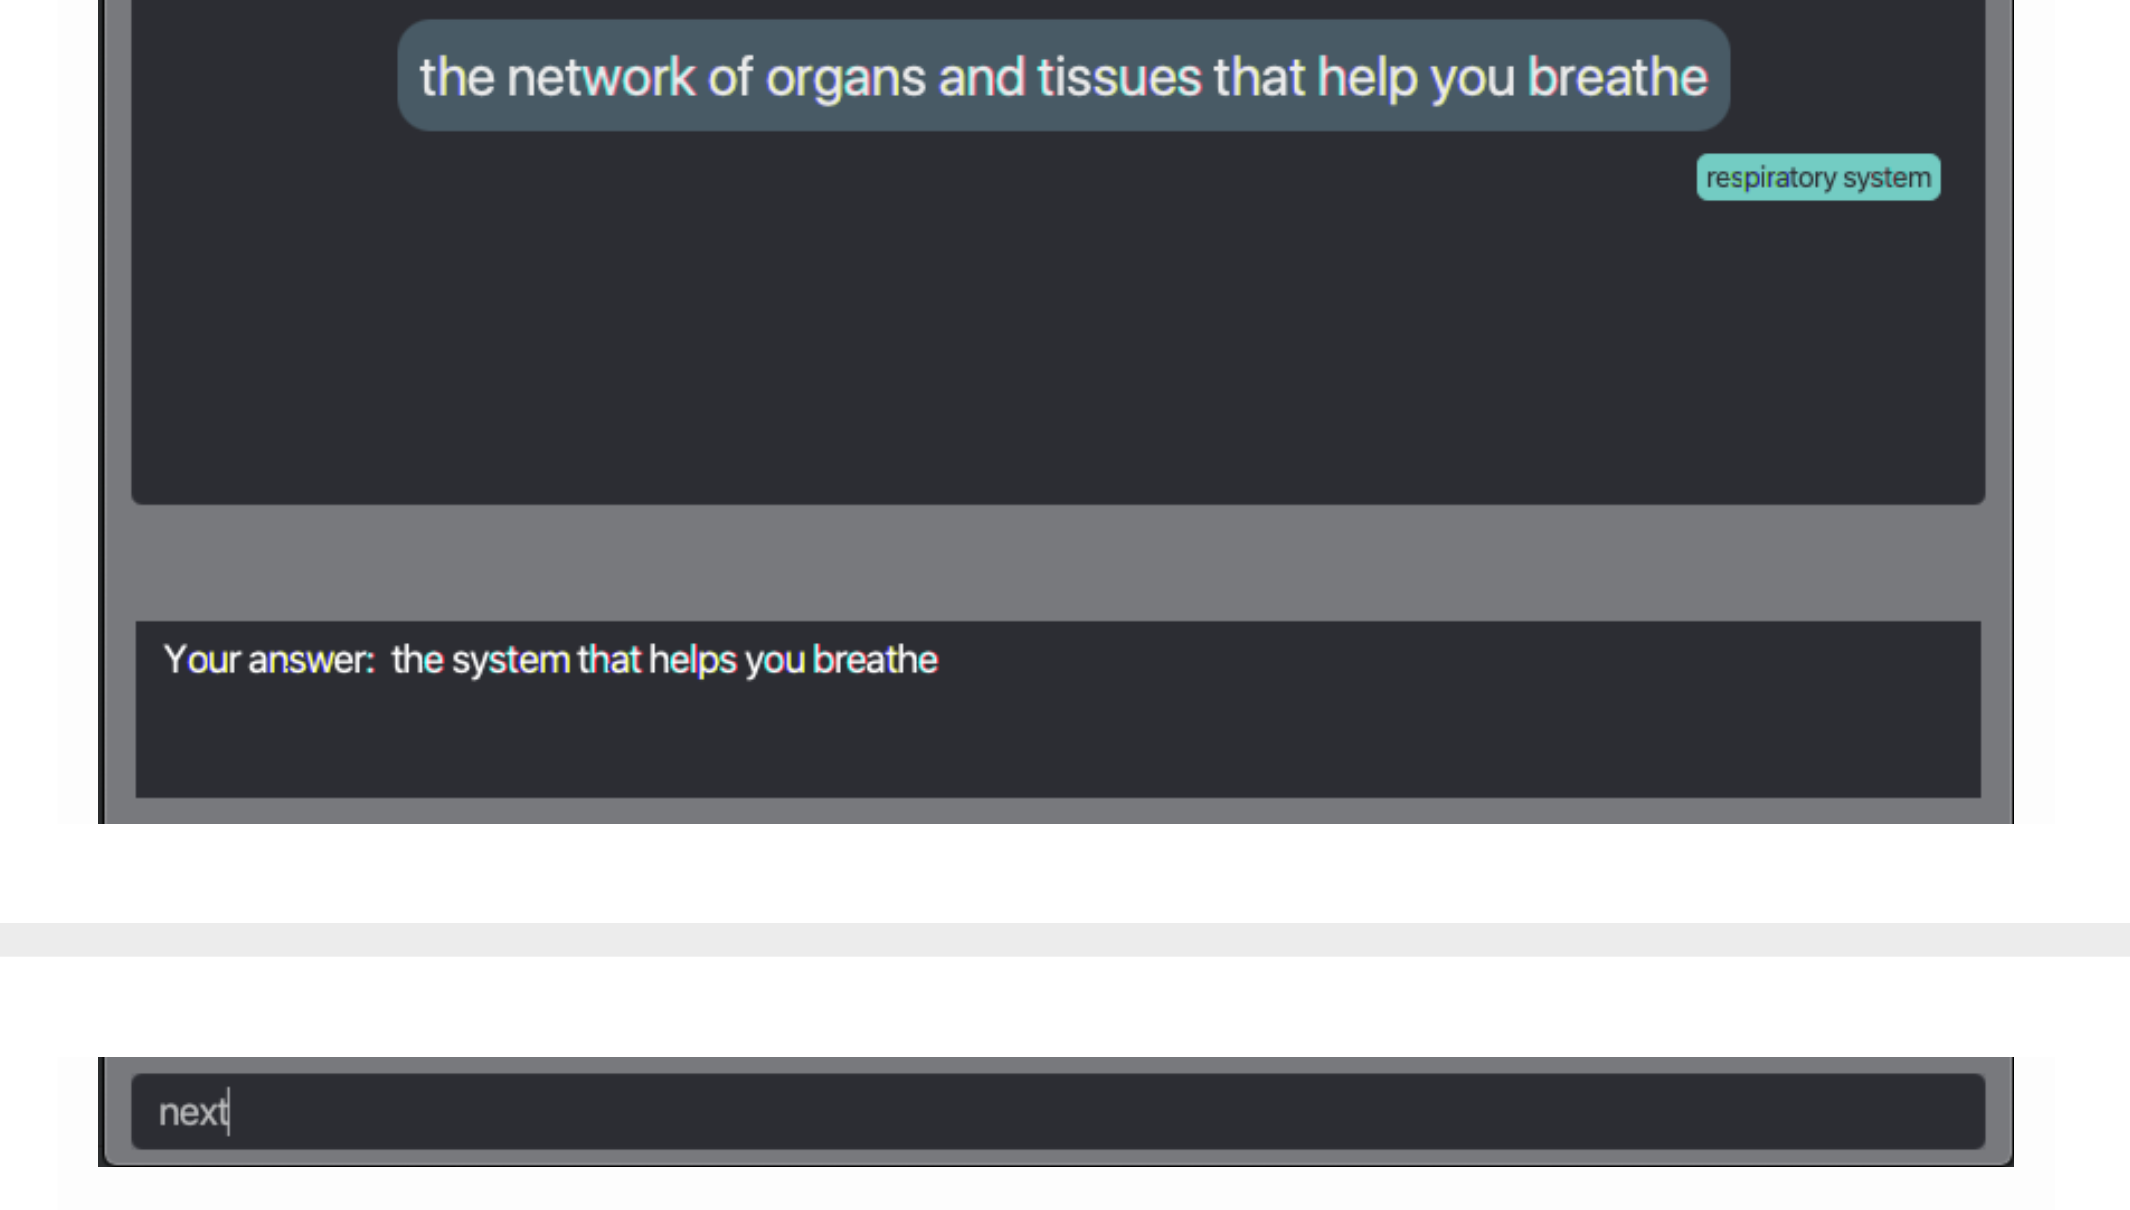 the network of organs and tissues that help you breathe
respiratory system
Your answer: the system that helps you breathe
next